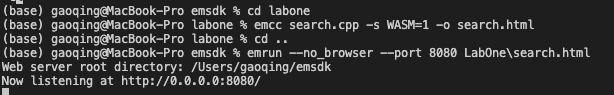 (base) gaoqing@MacBook-Pro emsdk % cd labone
(base) gaoqing@MacBook-Pro labone % emcc search.cpp -s WASM=1 -o search.html
(base) gaoqing@MacBook-Pro labone % cd ..
(base) gaoqing@MacBook-Pro emsdk % emrun --no_browser --port 8080 LabOne\search.html
Web server root directory: /Users/gaoqing/emsdk
Now listening at http://0.0.0.0:8080/